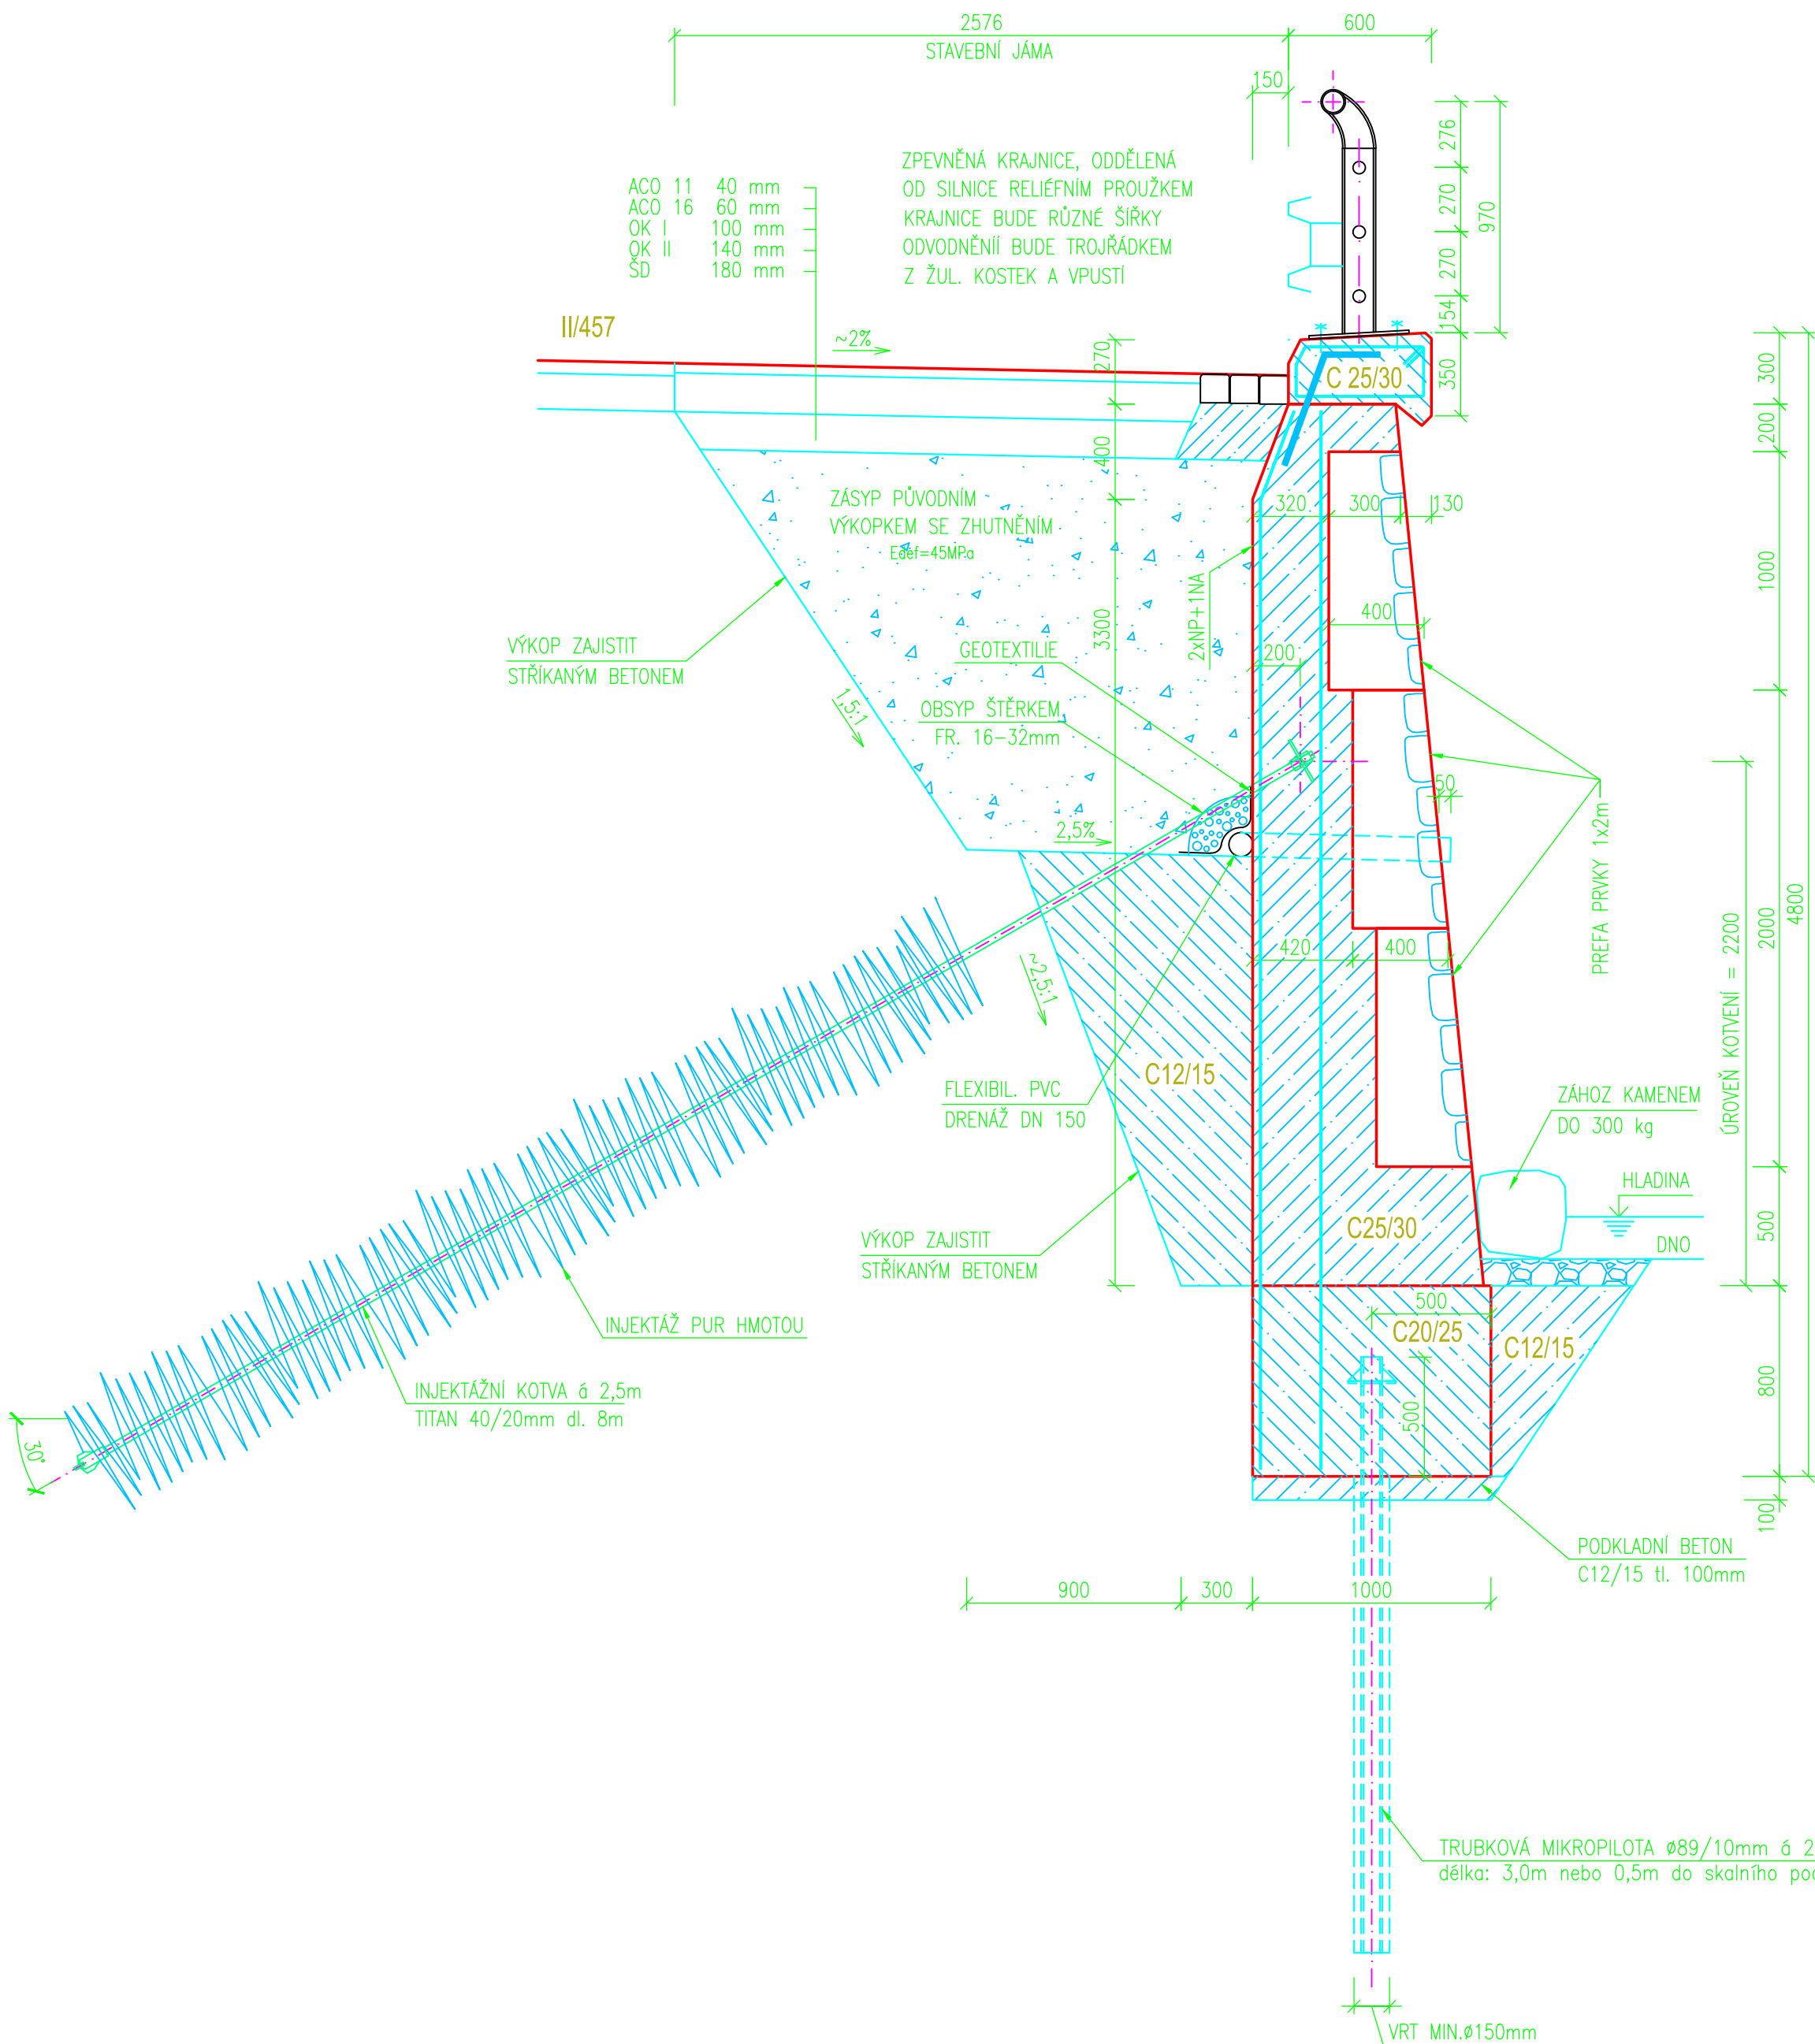 2576
600
STAVEBNÍ JÁMA
150
276
270
970
270
154
ZPEVNĚNÁ KRAJNICE, ODDĚLENÁ
OD SILNICE RELIÉFNÍM PROUŽKEM
KRAJNICE BUDE RŮZNÉ ŠÍŘKY
ODVODNĚNÍÍ BUDE TROJŘÁDKEM
Z ŽUL. KOSTEK A VPUSTÍ
ACO 11 40 mm
ACO 16 60 mm
OK I 100 mm
OK II 140 mm
ŠD 180 mm
II/457
~2%
270
C 25/30
350
300
200
400
ZÁSYP PŮVODNÍM
VÝKOPKEM SE ZHUTNĚNÍM
Edef=45MPa
320
300
130
1000
2xNP+1NA
3300
400
VÝKOP ZAJISTIT
STŘÍKANÝM BETONEM
GEOTEXTILIE
200
1,5:1
OBSYP ŠTĚRKEM
FR. 16-32mm
50
2,5%
PREFA PRVKY 1x2m
4800
2000
ÚROVEŇ KOTVENÍ = 2200
420
400
~2,5:1
C12/15
FLEXIBIL. PVC
DRENÁŽ DN 150
ZÁHOZ KAMENEM
DO 300 kg
HLADINA
VÝKOP ZAJISTIT
STŘÍKANÝM BETONEM
C25/30
DNO
500
500
C20/25
C12/15
INJEKTÁŽ PUR HMOTOU
500
800
INJEKTÁŽNÍ KOTVA á 2,5m
TITAN 40/20mm dl. 8m
30°
100
PODKLADNÍ BETON
C12/15 tl. 100mm
900
300
1000
TRUBKOVÁ MIKROPILOTA ø89/10mm á 2
délka: 3,0m nebo 0,5m do skalního
VRT MIN.ø150mm